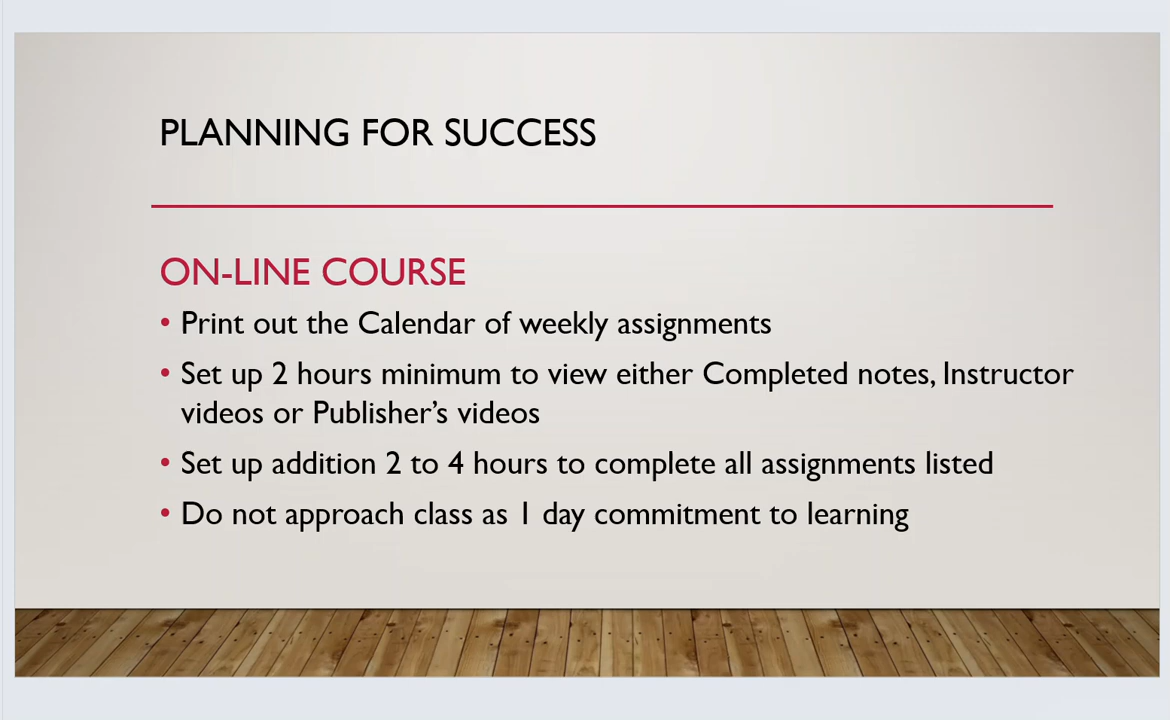 PLANNING FOR SUCCESS
ON-LINE COURSE
• Print out the Calendar of weekly assignments
• Set up 2 hours minimum to view either Completed notes, Instructor
videos or Publisher's videos
• Set up addition 2 to 4 hours to complete all assignments listed
• Do not approach class as 1 day commitment to learning